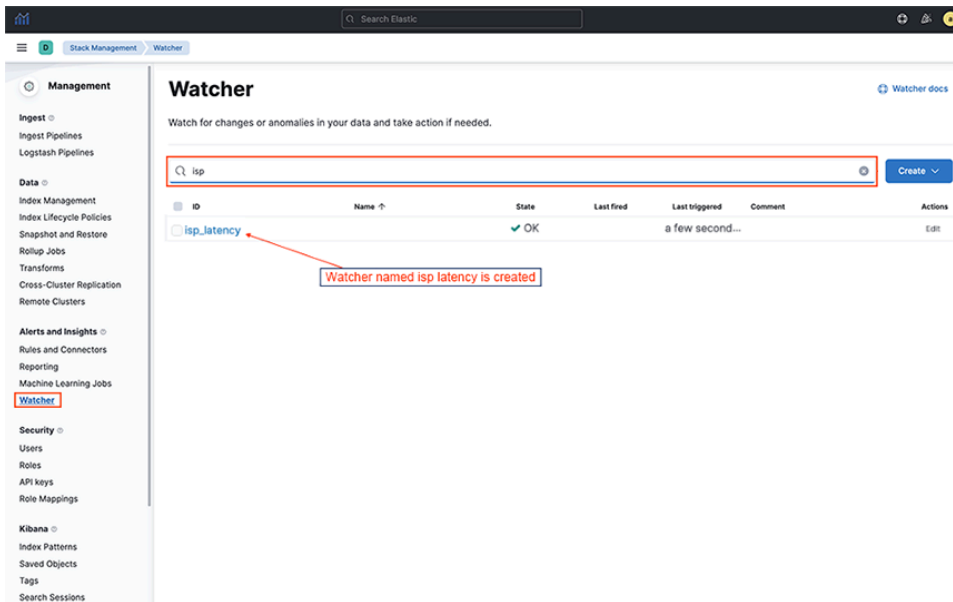 Search Elastic
D
Stack Management
Watcher
Management
Ingest
Ingest Pipelines
Logstash Pipelines
Data
Index Management
Index Lifecycle Policies
Snapshot and Restore
Rollup Jobs
Transforms
Cross-Cluster Replication
Remote Clusters
Alerts and Insights
Rules and Connectors
Reporting
Machine Learning Jobs
Watcher
Security
Users
Roles
API keys
Role Mappings
Kibana
Index Patterns
Saved Objects
Tags
Search Sessions
Watcher
Watcher docs
Watch for changes or anomalies in your data and take action if needed.
isp
Create
ID Name State Last fired Last triggered Comment Actions
isp_latency OK a few second... Edit
Watcher named isp latency is created